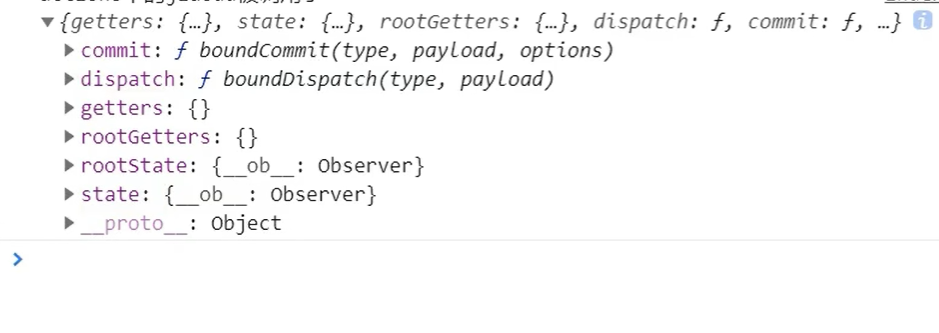 ▼{getters: {…}, state: {…}, rootGetters: {…}, dispatch: ƒ, commit: ƒ, …} i
▶commit: ƒ boundCommit(type, payload, options)
▶dispatch: ƒ boundDispatch(type, payload)
▶getters: {}
▶rootGetters: {}
▶rootState: {__ob__: Observer}
▶state: {__ob__: Observer}
▶__proto__: Object
>